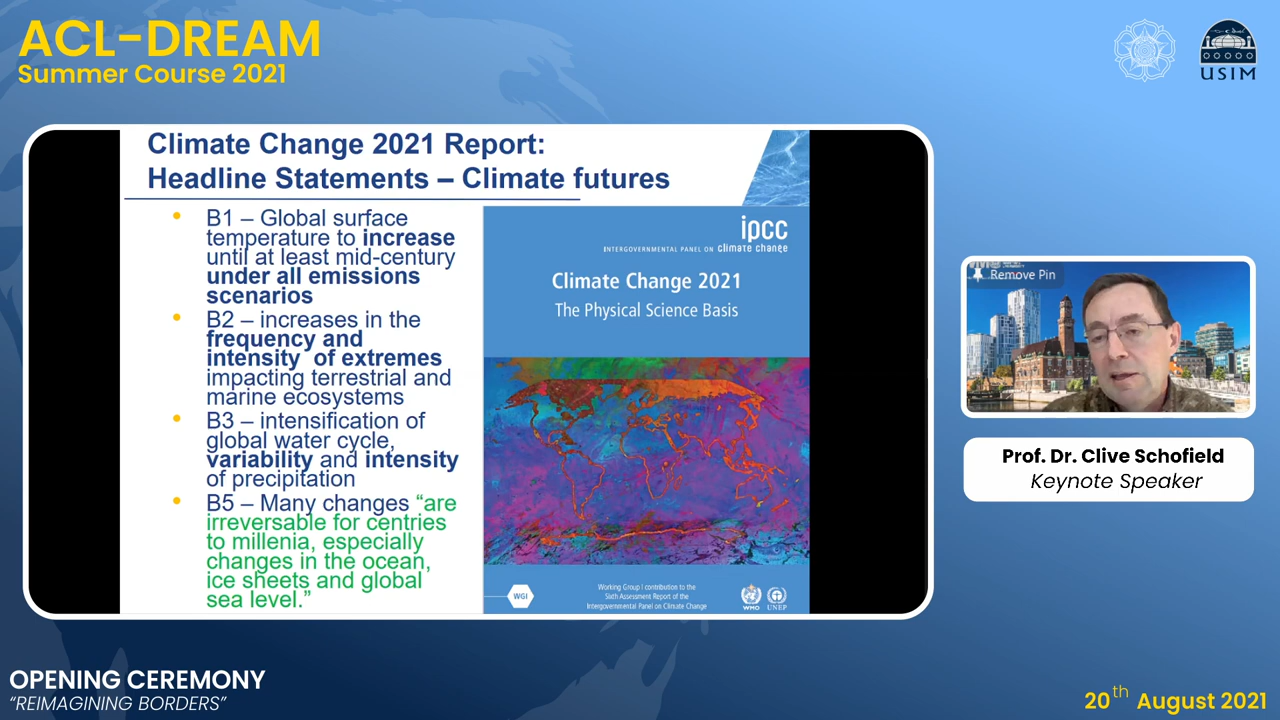 ACL-DREAM
Summer Course 2021
USIM
Climate Change 2021 Report:
Headline Statements – Climate futures
• B1 – Global surface
temperature to increase
until at least mid-century
under all emissions
scenarios
• B2 – increases in the
frequency and
intensity of extremes
impacting terrestrial and
marine ecosystems
• B3 – intensification of
global water cycle,
variability and intensity
of precipitation
• B5 – Many changes “are
irreversable for centries
to millenia, especially
changes in the ocean,
ice sheets and global
sea level.”
ipcc
INTERGOVERNMENTAL PANEL ON climate change
Climate Change 2021
The Physical Science Basis
WGI
Working Group I contribution to the
Sixth Assessment Report of the
Intergovernmental Panel on Climate Change
WMO
UNEP
Remove Pin
Prof. Dr. Clive Schofield
Keynote Speaker
OPENING CEREMONY
“REIMAGINING BORDERS”
20th August 2021